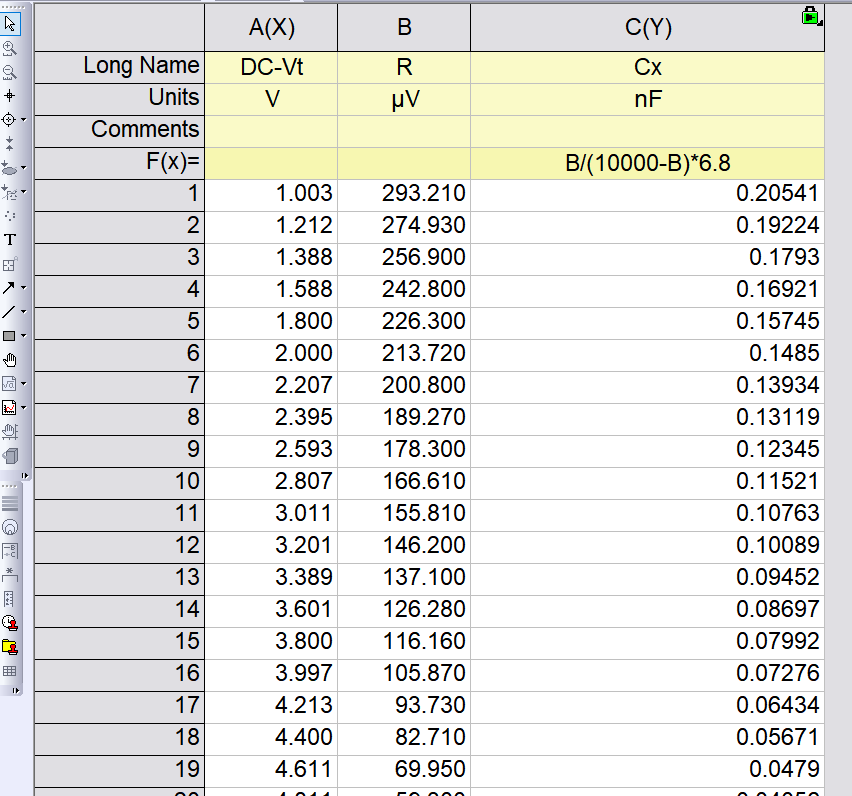 A(X) B C(Y)
Long Name DC-Vt R Cx
Units V µV nF
Comments
F(x)= B/(10000-B)*6.8
1 1.003 293.210 0.20541
2 1.212 274.930 0.19224
3 1.388 256.900 0.1793
4 1.588 242.800 0.16921
5 1.800 226.300 0.15745
6 2.000 213.720 0.1485
7 2.207 200.800 0.13934
8 2.395 189.270 0.13119
9 2.593 178.300 0.12345
10 2.807 166.610 0.11521
11 3.011 155.810 0.10763
12 3.201 146.200 0.10089
13 3.389 137.100 0.09452
14 3.601 126.280 0.08697
15 3.800 116.160 0.07992
16 3.997 105.870 0.07276
17 4.213 93.730 0.06434
18 4.400 82.710 0.05671
19 4.611 69.950 0.0479